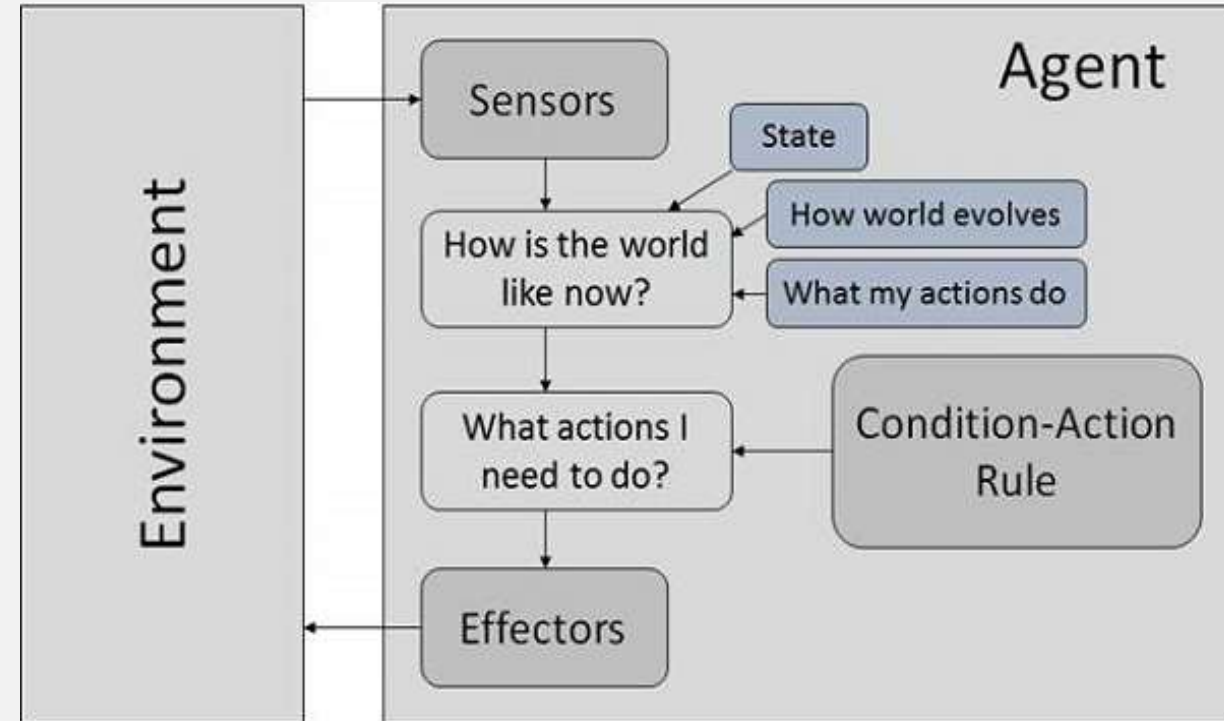 Environment
Agent
Sensors
State
How world evolves
What my actions do
How is the world
like now?
What actions I
need to do?
Condition-Action
Rule
Effectors